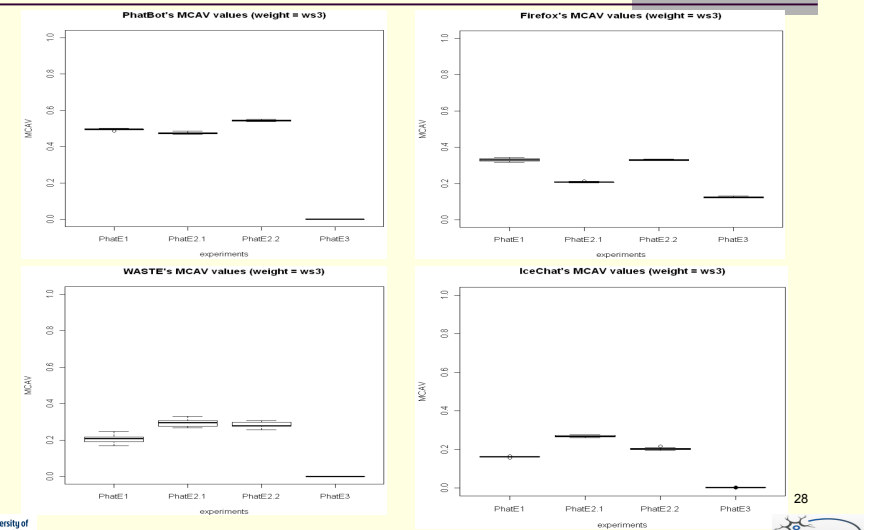 PhatBot's MCAV values (weight = ws3)
1.0
0.8
0.6
0.4
0.2
0.0
MCAV
PhatE1 PhatE2.1 PhatE2.2 PhatE3
experiments
Firefox's MCAV values (weight = ws3)
1.0
0.8
0.6
0.4
0.2
0.0
MCAV
PhatE1 PhatE2.1 PhatE2.2 PhatE3
experiments
WASTE's MCAV values (weight = ws3)
1.0
0.8
0.6
0.4
0.2
0.0
MCAV
PhatE1 PhatE2.1 PhatE2.2 PhatE3
experiments
IceChat's MCAV values (weight = ws3)
1.0
0.8
0.6
0.4
0.2
0.0
MCAV
PhatE1 PhatE2.1 PhatE2.2 PhatE3
experiments
28
ersity of